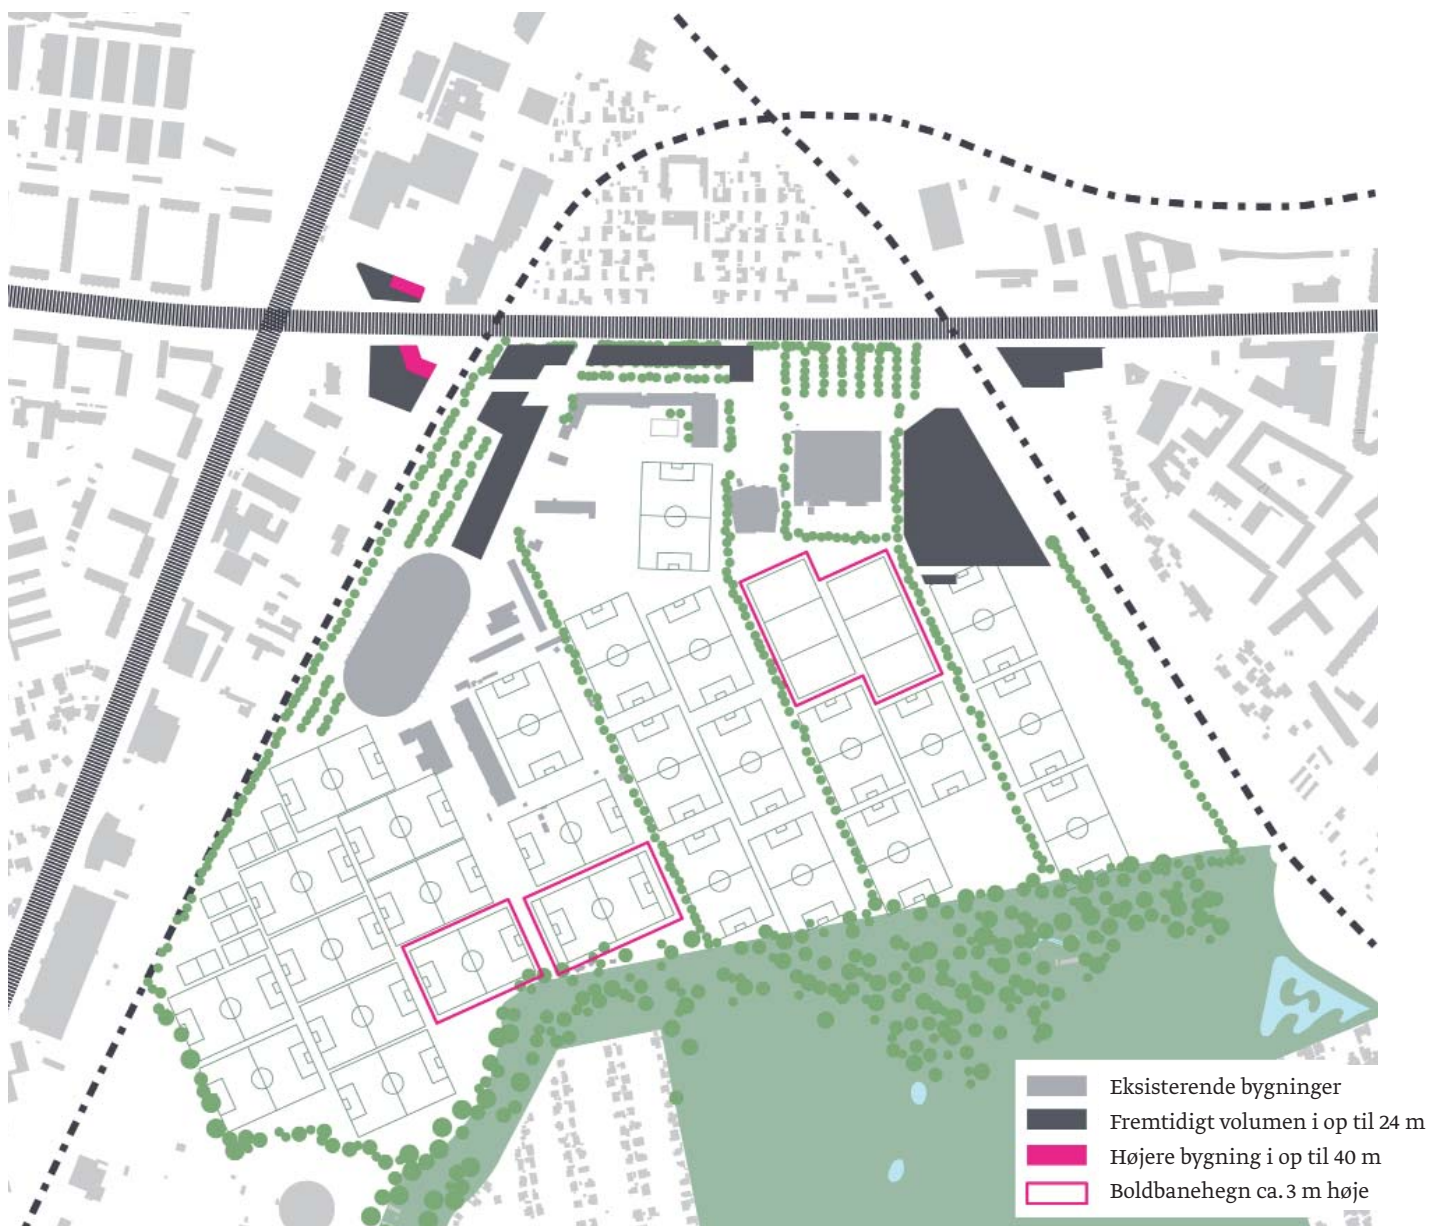 Eksisterende bygninger
Fremtidigt volumen i op til 24 m
Højere bygning i op til 40 m
Boldbanehegn ca. 3 m høje